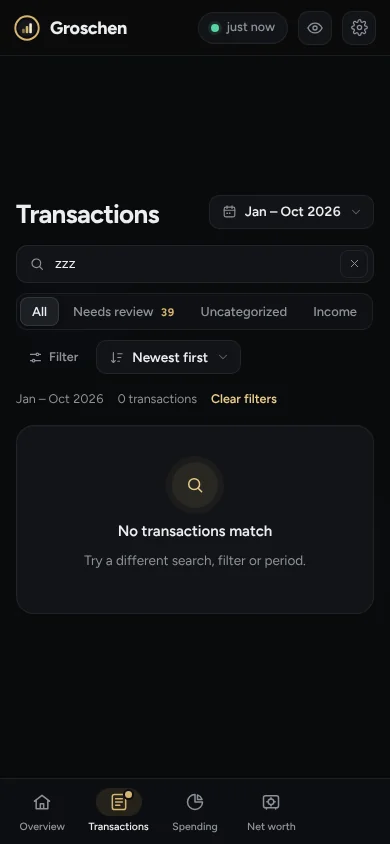 Groschen
just now
Transactions
Jan – Oct 2026
zzz
All
Needs review 39
Uncategorized
Income
Filter
Newest first
Jan – Oct 2026
0 transactions
Clear filters
No transactions match
Try a different search, filter or period.
Overview
Transactions
Spending
Net worth